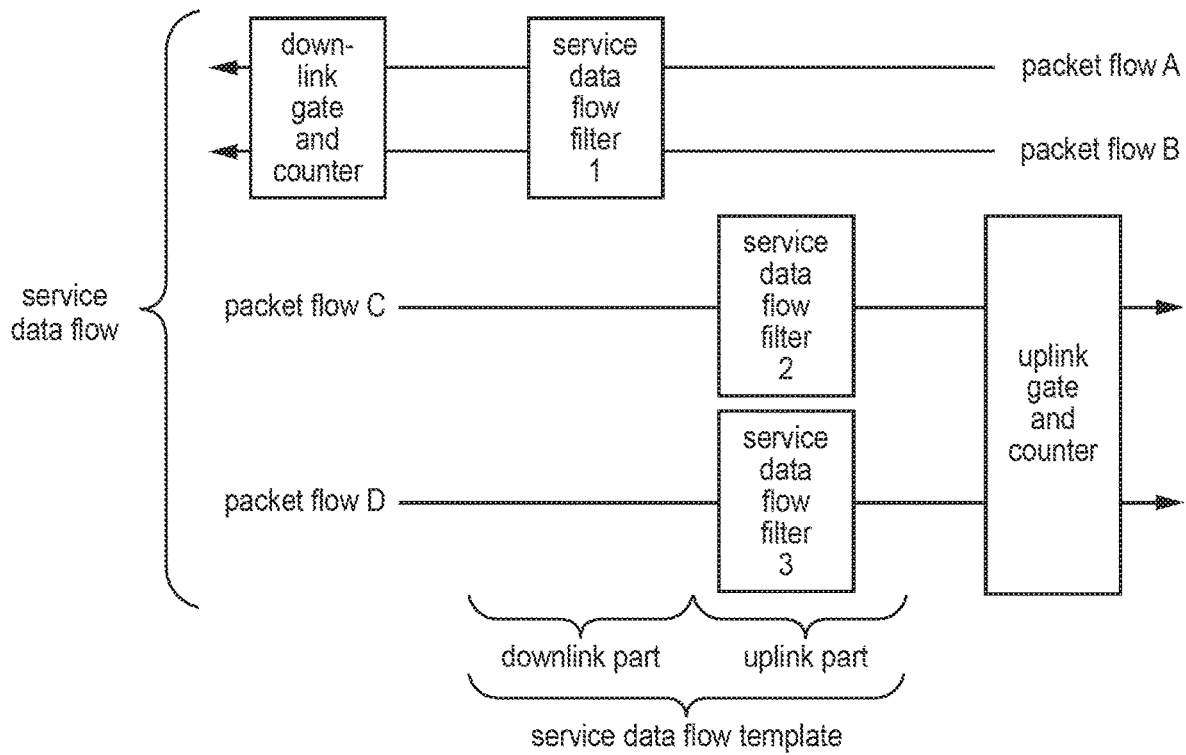 down-
link
gate
and
counter
service
data
flow
filter
1
packet flow A
packet flow B
service
data flow
packet flow C
service
data
flow
filter
2
uplink
gate
and
counter
packet flow D
service
data
flow
filter
3
downlink part
uplink part
service data flow template